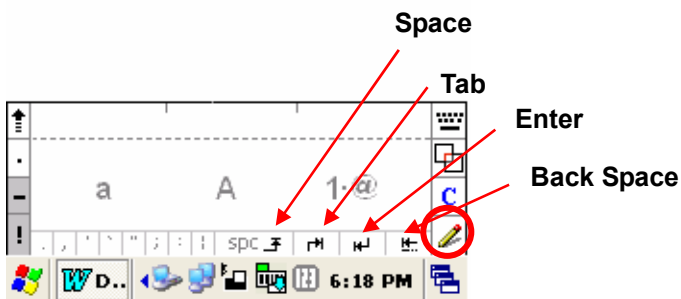 Space
Tab
Enter
Back Space
a A 1·@
C
!
. , ' ` " ; : | spc
W D.. 6:18 PM